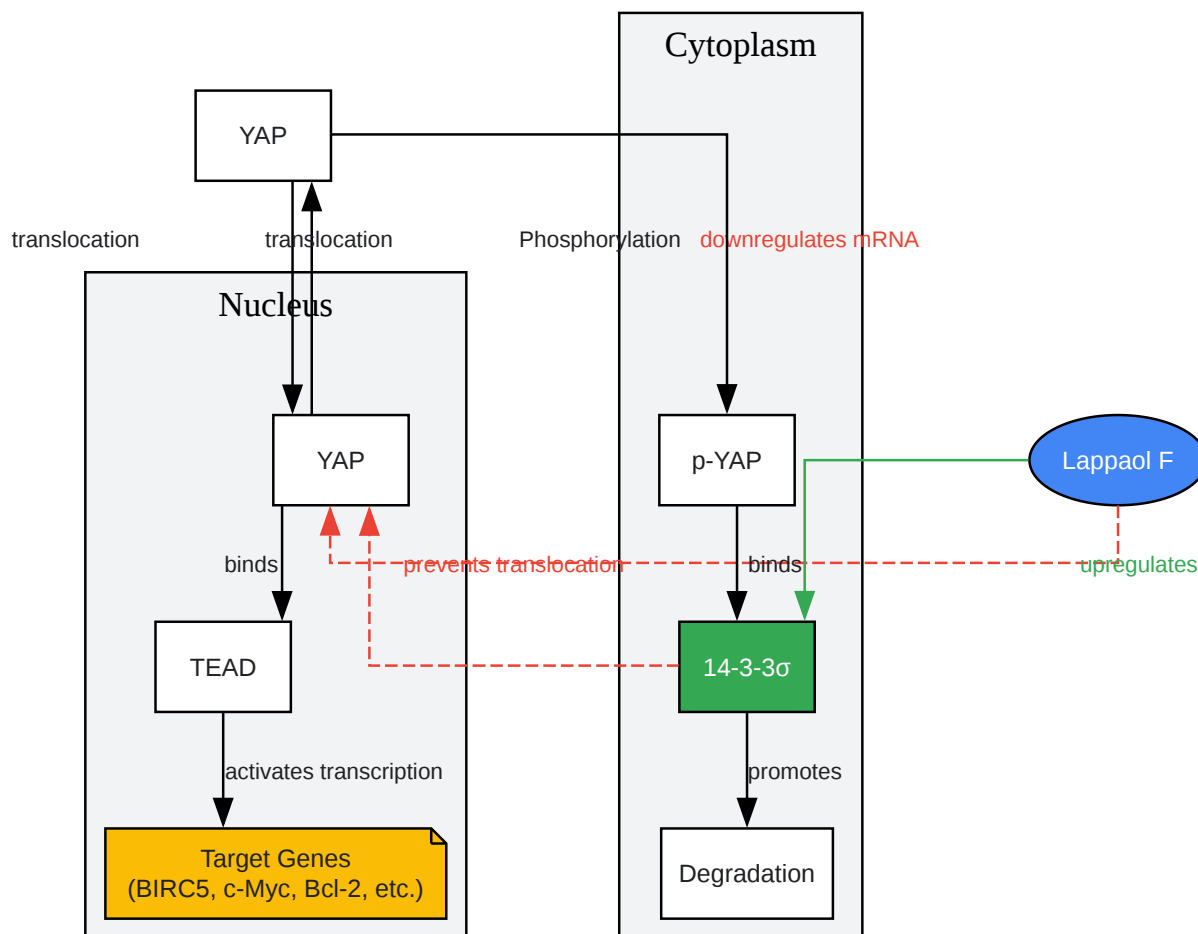 Cytoplasm
YAP
translocation
translocation
Phosphorylation
downregulates mRNA
Nucleus
YAP
p-YAP
Lappaol F
binds
prevents translocation
binds
upregulates
TEAD
14-3-3σ
activates transcription
promotes
Target Genes
(BIRC5, c-Myc, Bcl-2, etc.)
Degradation